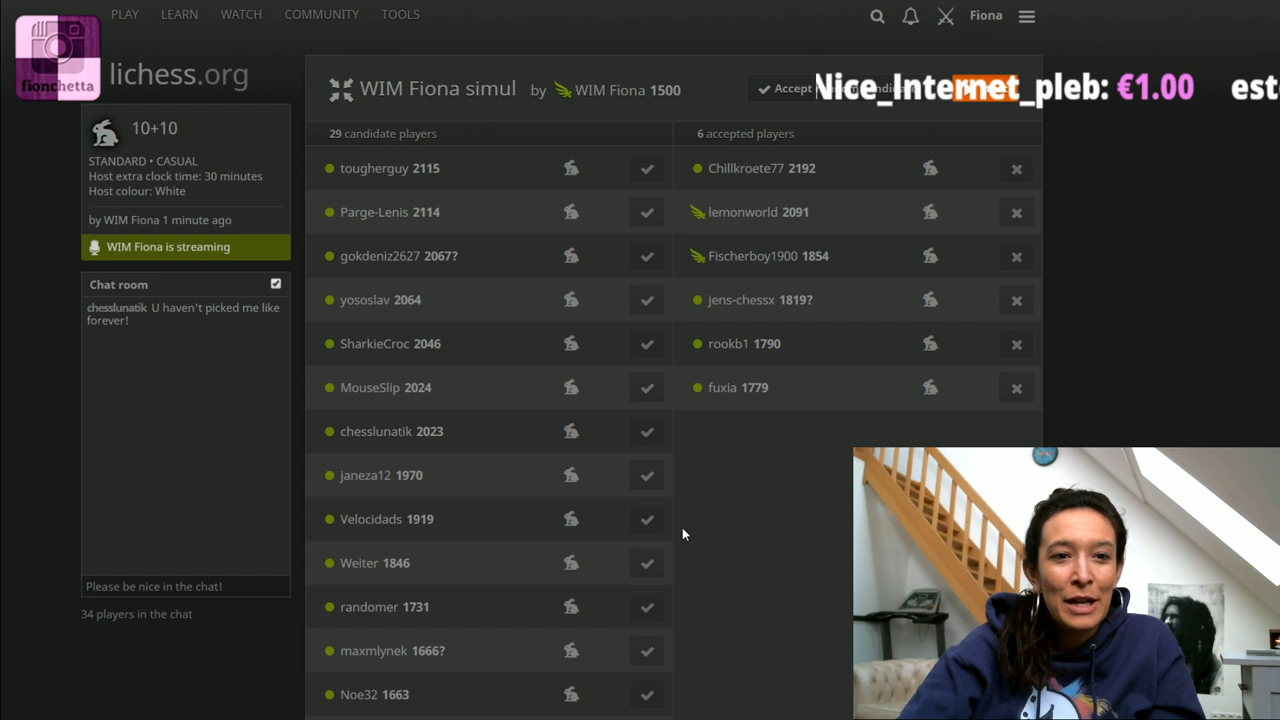 PLAY LEARN WATCH COMMUNITY TOOLS Fiona
fionchetta
lichess.org
WIM Fiona simul by WIM Fiona 1500 Accept
Nice_Internet_pleb: €1.00
10+10
STANDARD • CASUAL
Host extra clock time: 30 minutes
Host colour: White
by WIM Fiona 1 minute ago
WIM Fiona is streaming
Chat room
chesslunatik U haven't picked me like
forever!
Please be nice in the chat!
34 players in the chat
29 candidate players
tougherguy 2115
Parge-Lenis 2114
gokdeniz2627 2067?
yososlav 2064
SharkieCroc 2046
MouseSlip 2024
chesslunatik 2023
janeza12 1970
Velocidads 1919
Weiter 1846
randomer 1731
maxmlynek 1666?
Noe32 1663
6 accepted players
Chillkroete77 2192
lemonworld 2091
Fischerboy1900 1854
jens-chessx 1819?
rookb1 1790
fuxia 1779